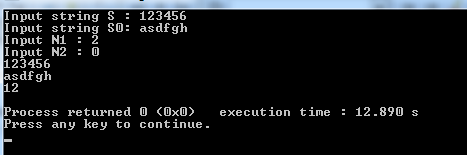 Input string S : 123456
Input string S0: asdfgh
Input N1 : 2
Input N2 : 0
123456
asdfgh
12
Process returned 0 (0x0)   execution time : 12.890 s
Press any key to continue.